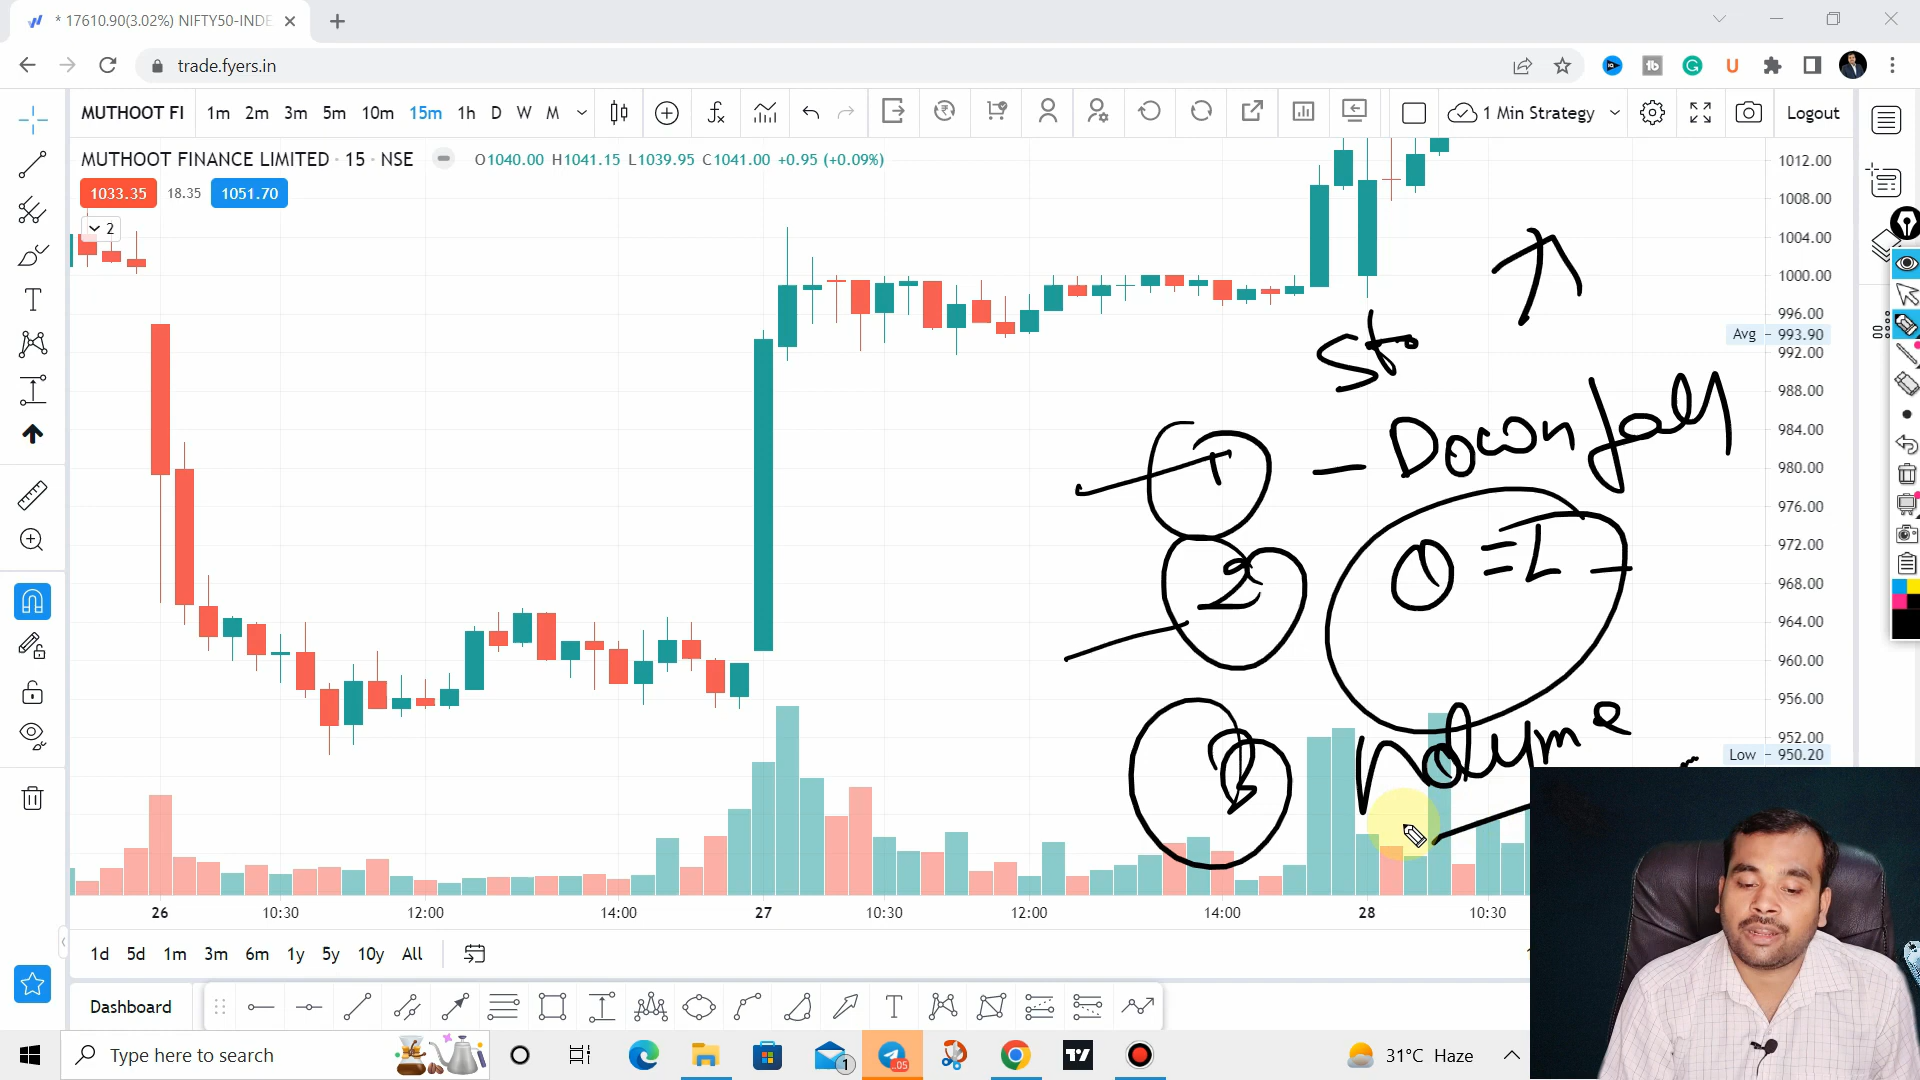 * 17610.90(3.02%) NIFTY50-INDE
trade.fyers.in
MUTHOOT FI 1m 2m 3m 5m 10m 15m 1h D W M 1 Min Strategy Logout
MUTHOOT FINANCE LIMITED · 15 · NSE O1040.00 H1041.15 L1039.95 C1041.00 +0.95 (+0.09%)
1033.35 18.35 1051.70
2
1012.00
1008.00
1004.00
1000.00
996.00
Avg 993.90
992.00
988.00
984.00
980.00
976.00
972.00
968.00
964.00
960.00
956.00
952.00
Low 950.20
1 – Downfall
2 O = L
3 Volume
26 10:30 12:00 14:00 27 10:30 12:00 14:00 28 10:30
1d 5d 1m 3m 6m 1y 5y 10y All
Dashboard
Type here to search
1
05
31°C Haze